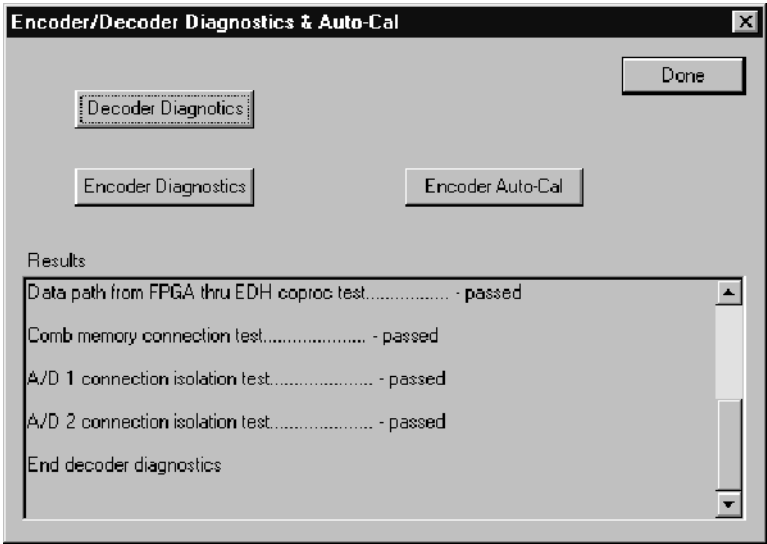 Encoder/Decoder Diagnostics & Auto-Cal
Done
Decoder Diagnotics
Encoder Diagnostics
Encoder Auto-Cal
Results
Data path from FPGA thru EDH coproc test................. - passed
Comb memory connection test..................... - passed
A/D 1 connection isolation test..................... - passed
A/D 2 connection isolation test..................... - passed
End decoder diagnostics